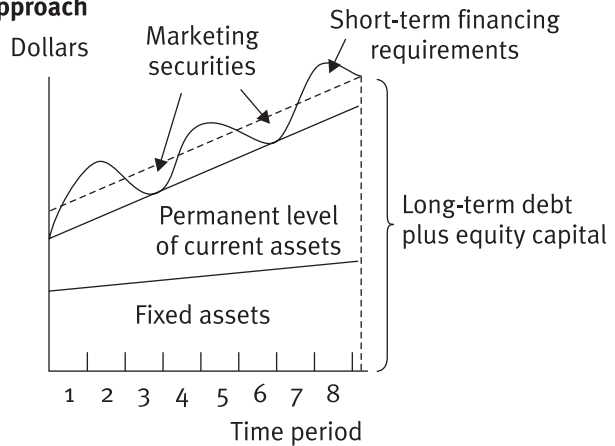 pproach
Dollars
Marketing
securities
Short-term financing
requirements
Permanent level
of current assets
Long-term debt
plus equity capital
Fixed assets
1 2 3 4 5 6 7 8
Time period